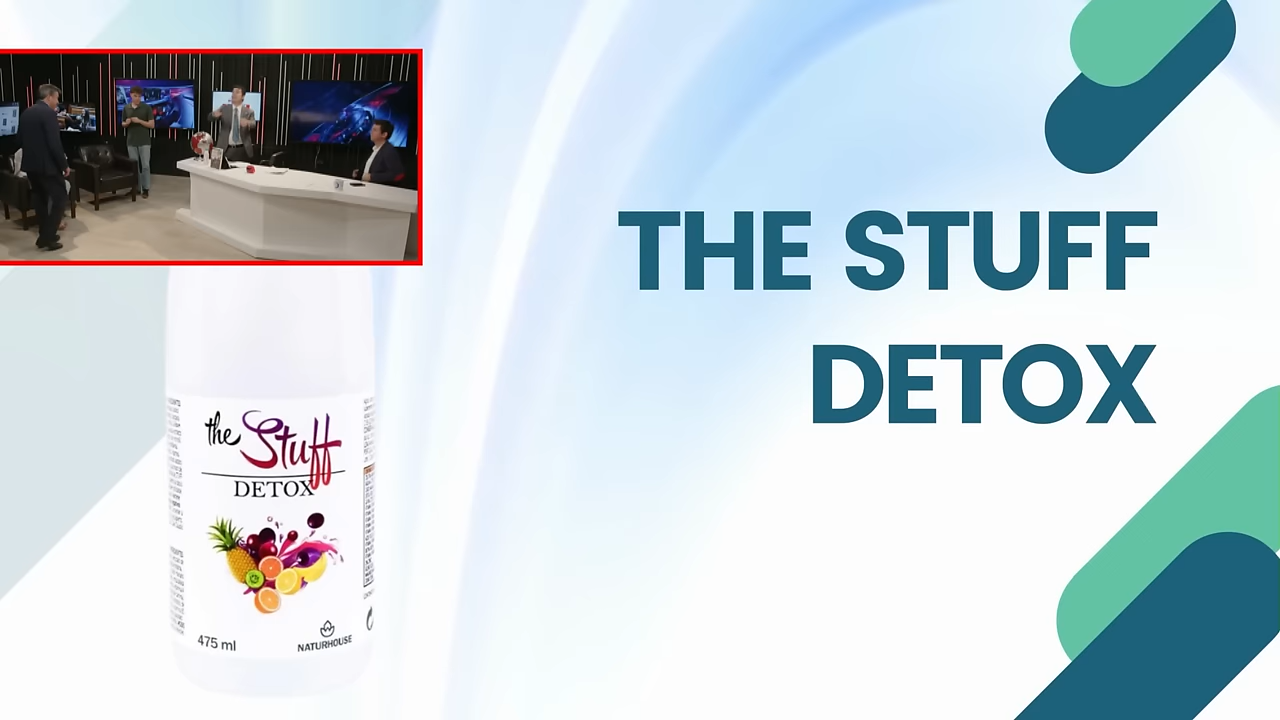 THE STUFF
DETOX
the Stuff
DETOX
475 ml
NATURHOUSE